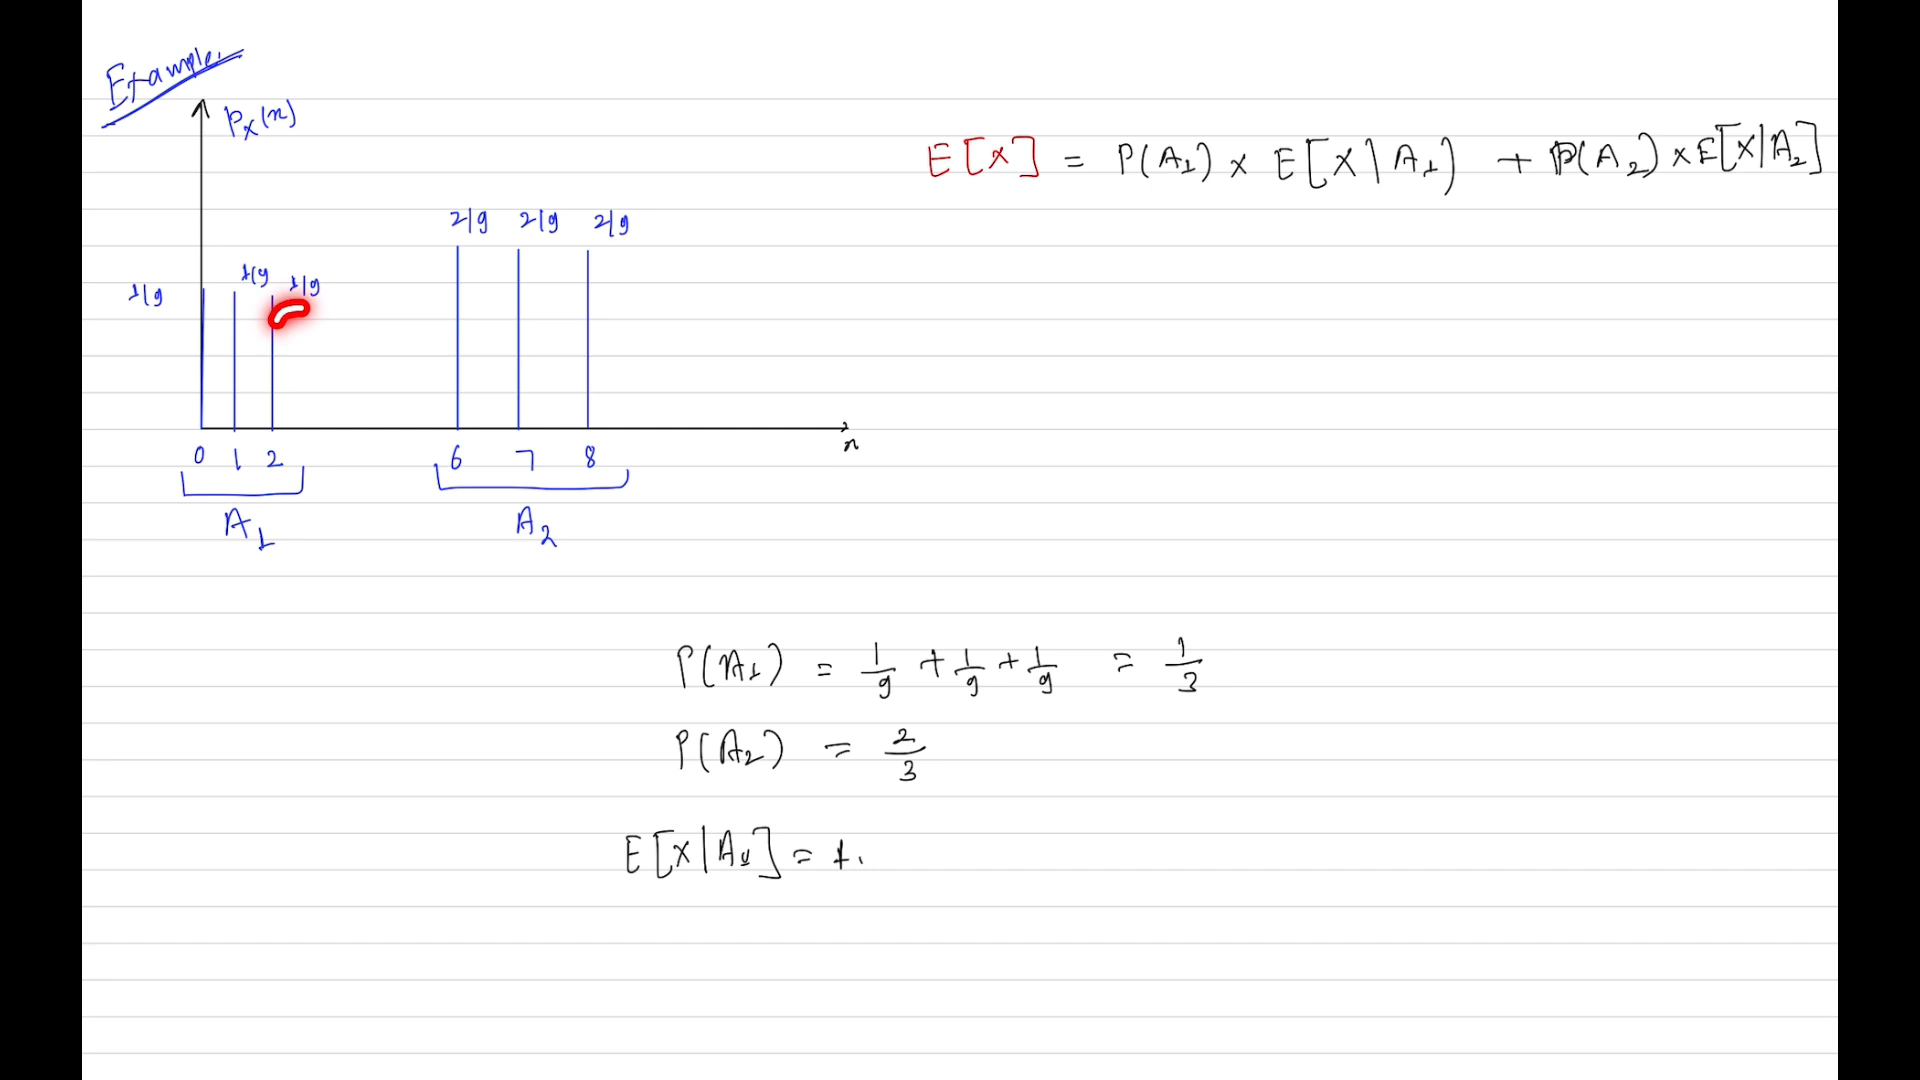 Example.
Pₓ(x)
E[X] = P(A₁) × E[X|A₁] + P(A₂) × E[X|A₂]
2/9 2/9 2/9
1/9 1/9 1/9
x
0 1 2 6 7 8
A₁ A₂
P(A₁) = 1/9 + 1/9 + 1/9 = 1/3
P(A₂) = 2/3
E[X|A₁] = 1.